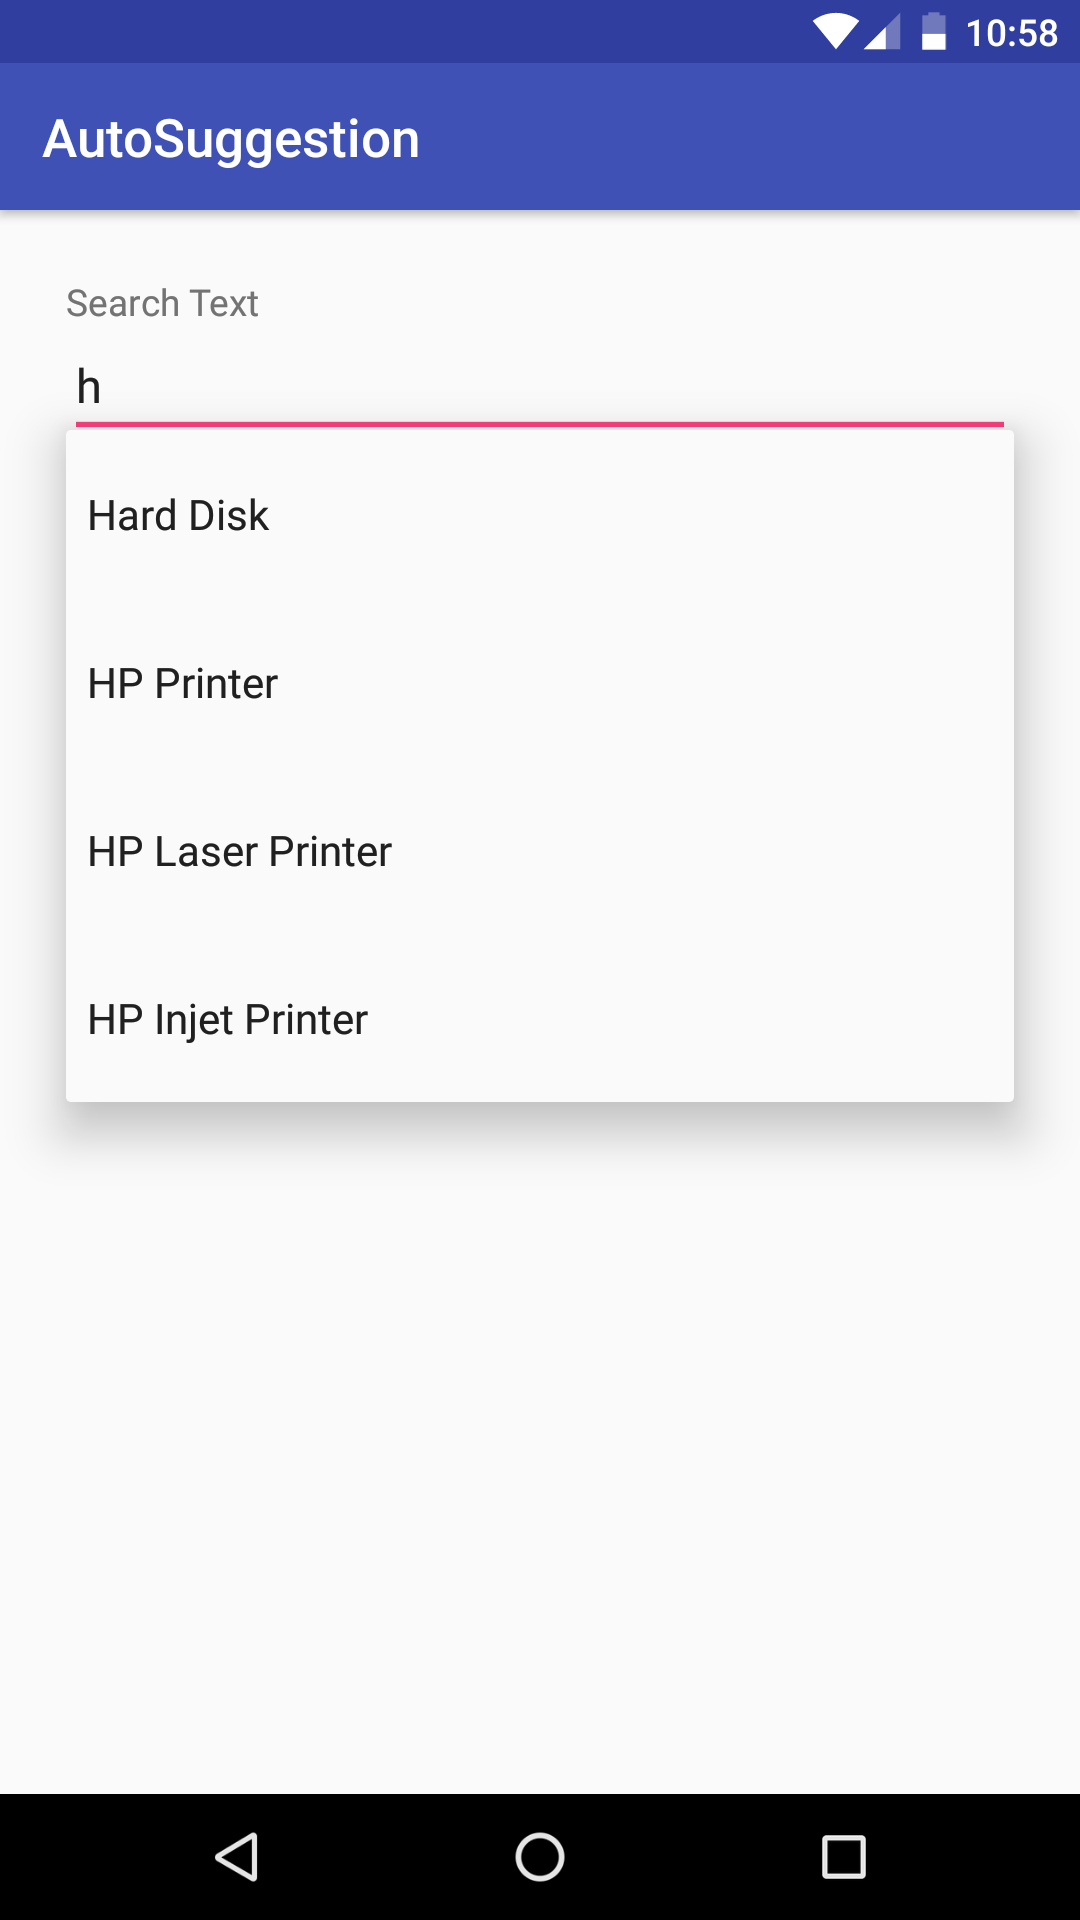 10:58
AutoSuggestion
Search Text
h
Hard Disk
HP Printer
HP Laser Printer
HP Injet Printer